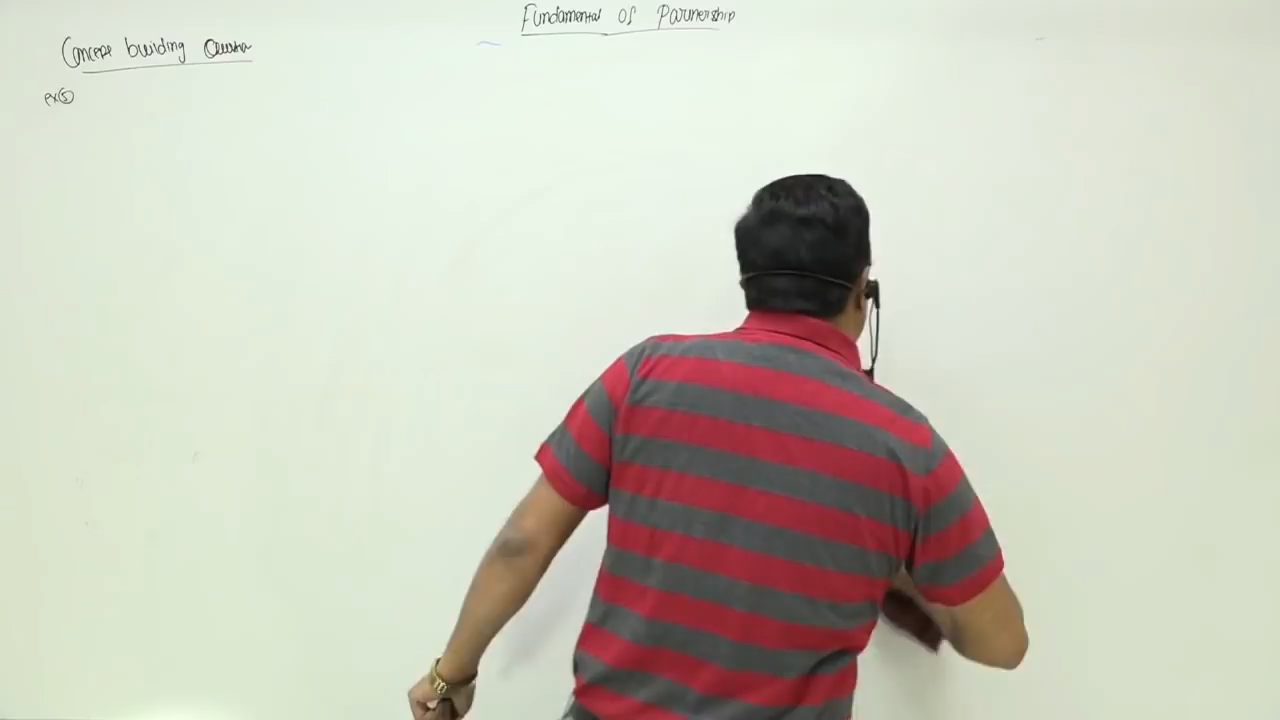 Fundamental of Partnership
Concept building Question
ex (5)